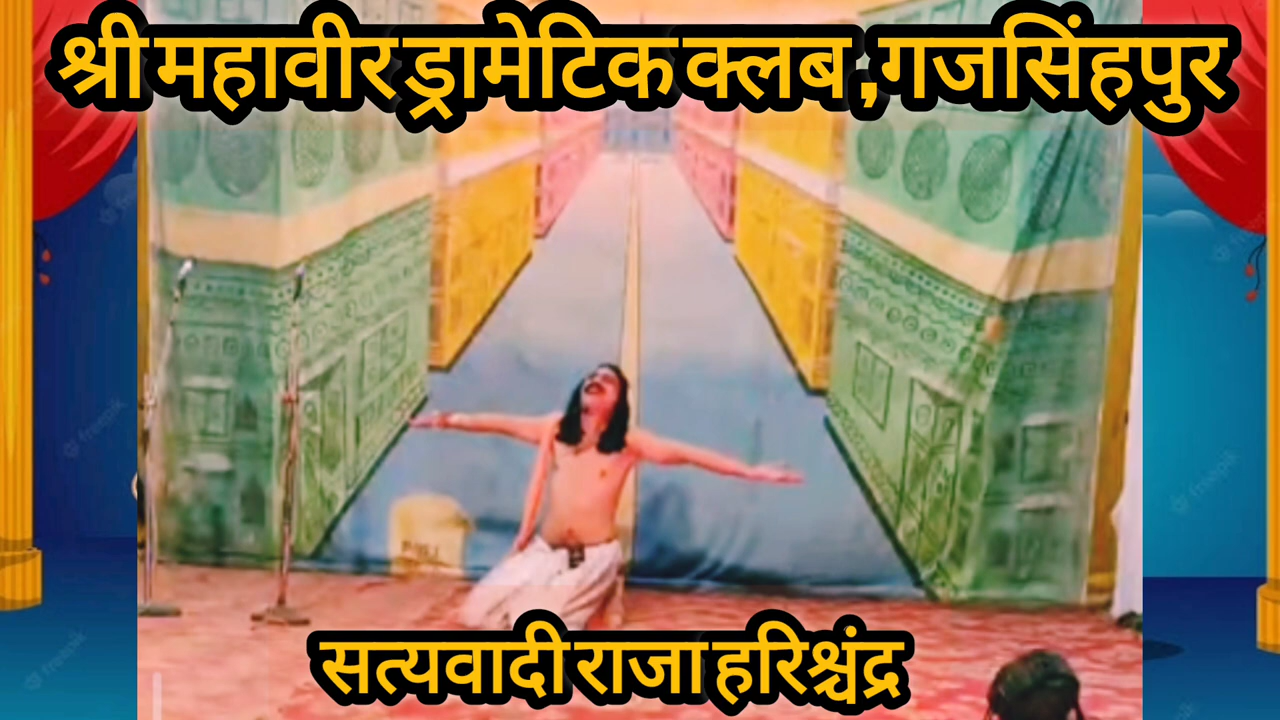 श्री महावीर ड्रामेटिक क्लब ,गजसिंहपुर
सत्यवादी राजा हरिश्चंद्र